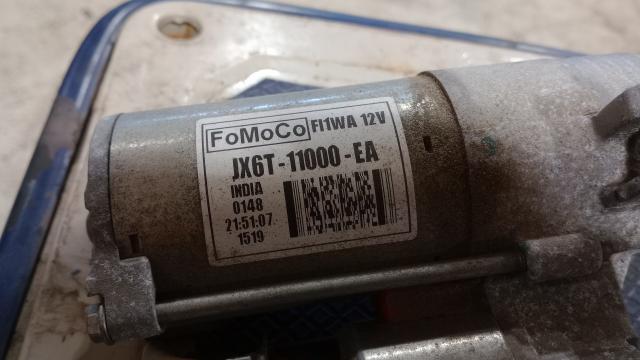 FoMoCo FI1WA 12V
JX6T-11000-EA
INDIA
0148
21:51:07
1519